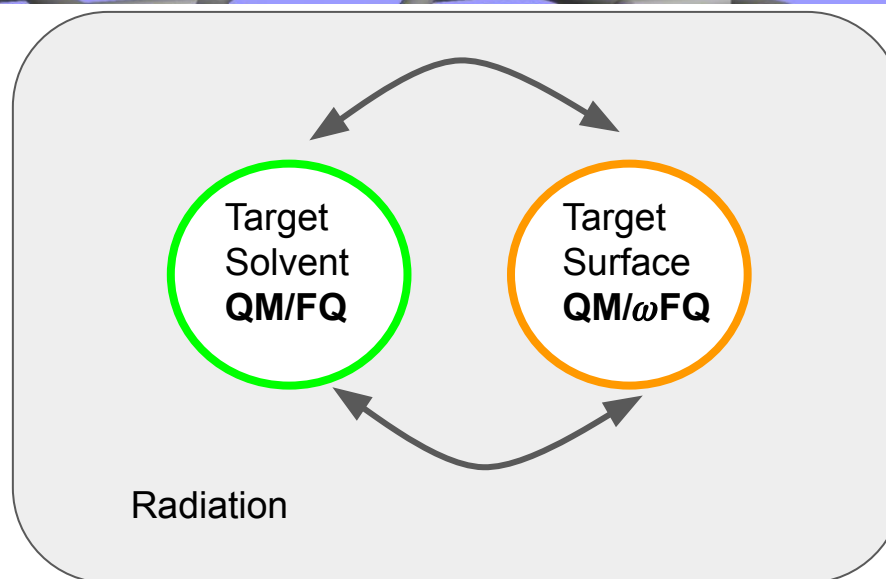 Target
Solvent
QM/FQ
Target
Surface
QM/ωFQ
Radiation